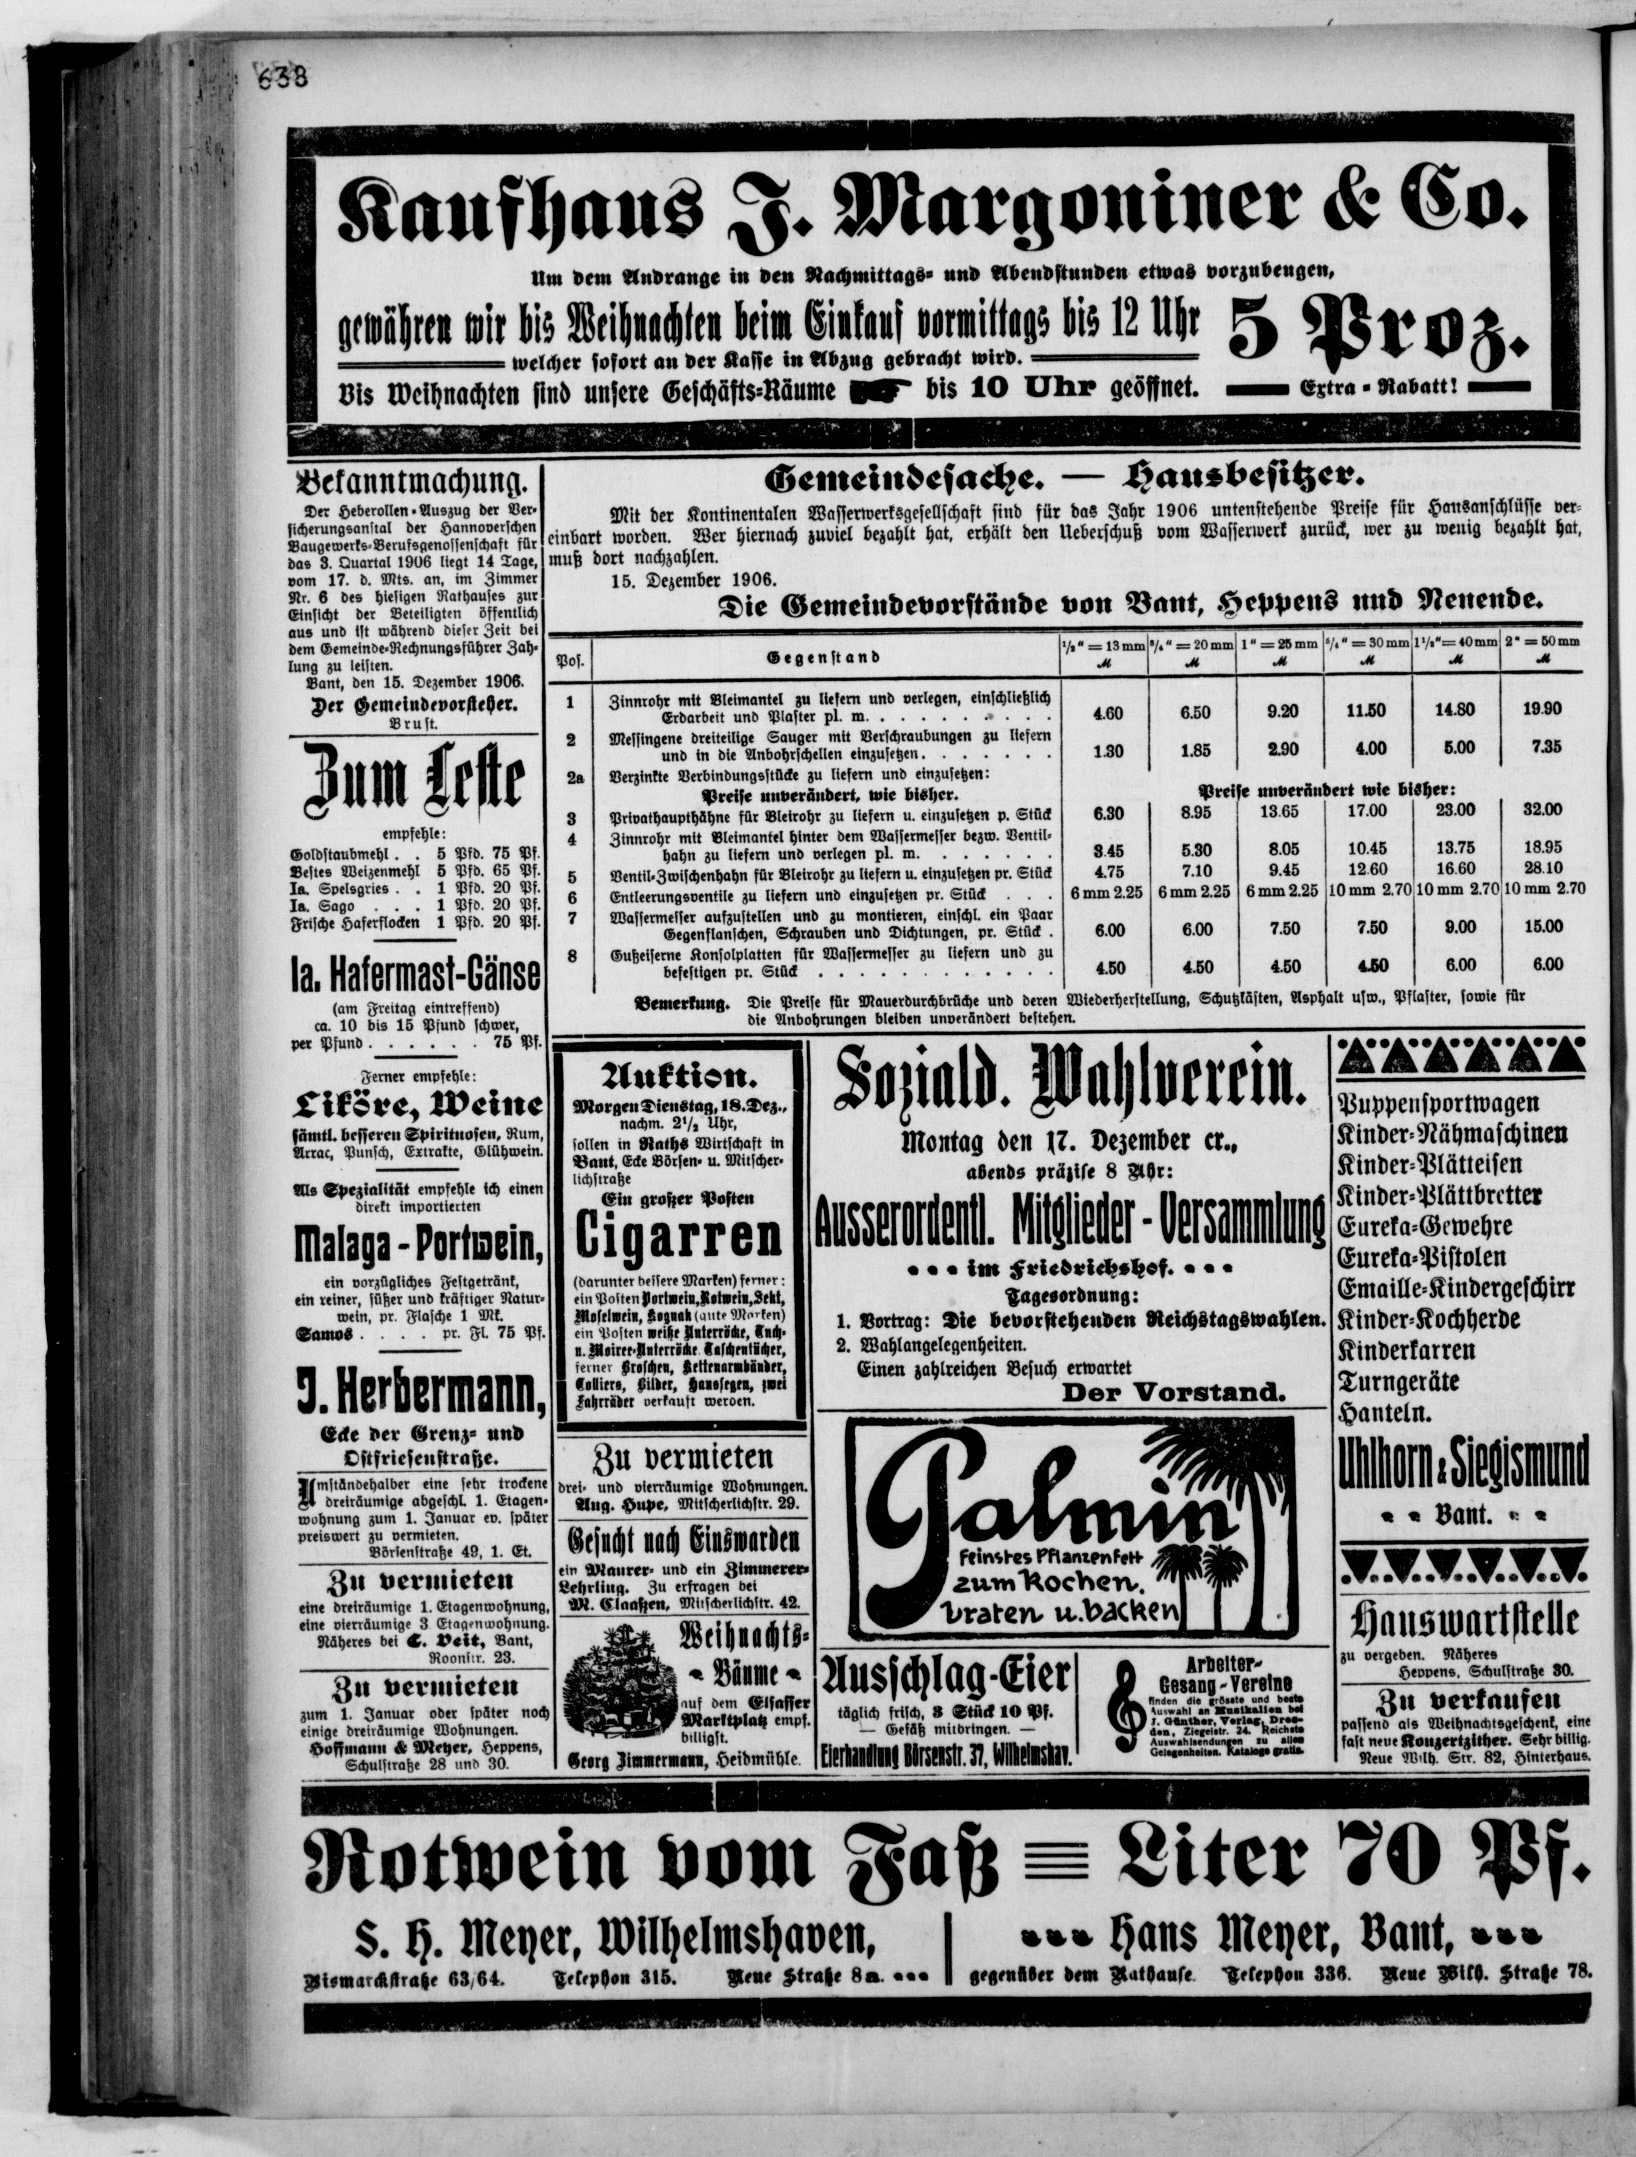 638
Kaufhaus J. Margoniner & Co.
Um dem Andrange in den Nachmittags= und Abendstunden etwas vorzubeugen,
gewähren wir bis Weihnachten beim Einkauf vormittags bis 12 Uhr
5 Proz.
welcher sofort an der Kasse in Abzug gebracht wird.
Bis Weihnachten sind unsere Geschäfts=Räume bis 10 Uhr geöffnet.
Extra = Rabatt!
Bekanntmachung.
Der Heberollen=Auszug der Ver=
sicherungsanstal der Hannoverschen
Baugewerks=Berufsgenossenschaft für
das 3. Quartal 1906 liegt 14 Tage,
vom 17. d. Mts. an, im Zimmer
Nr. 6 des hiesigen Rathauses zur
Einsicht der Beteiligten öffentlich
aus und ist während dieser Zeit bei
dem Gemeinde=Rechnungsführer Zah=
lung zu leisten.
Bant, den 15. Dezember 1906.
Der Gemeindevorsteher.
Brust.
Zum Feste
empfehle:
Goldstaubmehl . . 5 Pfd. 75 Pf.
Bestes Weizenmehl 5 Pfd. 65 Pf.
Ia. Spelsgries . . 1 Pfd. 20 Pf.
Ia. Sago . . . 1 Pfd. 20 Pf.
Frische Haferflocken 1 Pfd. 20 Pf.
Ia. Hafermast-Gänse
(am Freitag eintreffend)
ca. 10 bis 15 Pfund schwer,
per Pfund . . . . . . 75 Pf.
Ferner empfehle:
Liköre, Weine
sämtl. besseren Spirituosen, Rum,
Arrac, Punsch, Extrakte, Glühwein.
Als Spezialität empfehle ich einen
direkt importierten
Malaga - Portwein,
ein vorzügliches Festgetränk,
ein reiner, süßer und kräftiger Natur=
wein, pr. Flasche 1 Mk.
Samos . . . . pr. Fl. 75 Pf.
J. Herbermann,
Ecke der Grenz= und
Ostfriesenstraße.
Umständehalber eine sehr trockene
dreiräumige abgeschl. 1. Etagen=
wohnung zum 1. Januar ev. später
preiswert zu vermieten.
Börsenstraße 49, 1. Et.
Zu vermieten
eine dreiräumige 1. Etagenwohnung,
eine vierräumige 3 Etagenwohnung.
Näheres bei C. Veit, Bant,
Roonstr. 23.
Zu vermieten
zum 1. Januar oder später noch
einige dreiräumige Wohnungen.
Hoffmann & Meyer, Heppens,
Schulstraße 28 und 30.
Gemeindesache. — Hausbesitzer.
Mit der Kontinentalen Wasserwerksgesellschaft sind für das Jahr 1906 untenstehende Preise für Hausanschlüsse ver=
einbart worden. Wer hiernach zuviel bezahlt hat, erhält den Ueberschuß vom Wasserwerk zurück, wer zu wenig bezahlt hat,
muß dort nachzahlen.
15. Dezember 1906.
Die Gemeindevorstände von Bant, Heppens und Neuende.
Pos. Gegenstand 1/2" = 13 mm 3/4" = 20 mm 1" = 25 mm 5/4" = 30 mm 1 1/2" = 40 mm 2" = 50 mm
M M M M M M
1 Zinnrohr mit Bleimantel zu liefern und verlegen, einschließlich
Erdarbeit und Plaster pl. m. . . . . . . . . . 4.60 6.50 9.20 11.50 14.80 19.90
2 Messingene dreiteilige Sauger mit Verschraubungen zu liefern
und in die Anbohrschellen einzusetzen . . . . . . . 1.30 1.85 2.90 4.00 5.00 7.35
2a Verzinkte Verbindungsstücke zu liefern und einzusetzen:
Preise unverändert, wie bisher. Preise unverändert wie bisher:
3 Privathaupthähne für Bleirohr zu liefern u. einzusetzen p. Stück 6.30 8.95 13.65 17.00 23.00 32.00
4 Zinnrohr mit Bleimantel hinter dem Wassermesser bezw. Ventil=
hahn zu liefern und verlegen pl. m. . . . . . . 3.45 5.30 8.05 10.45 13.75 18.95
5 Ventil=Zwischenhahn für Bleirohr zu liefern u. einzusetzen pr. Stück 4.75 7.10 9.45 12.60 16.60 28.10
6 Entleerungsventile zu liefern und einzusetzen pr. Stück . . . 6 mm 2.25 6 mm 2.25 6 mm 2.25 10 mm 2.70 10 mm 2.70 10 mm 2.70
7 Wassermesser aufzustellen und zu montieren, einschl. ein Paar
Gegenflanschen, Schrauben und Dichtungen, pr. Stück . 6.00 6.00 7.50 7.50 9.00 15.00
8 Gußeiserne Konsolplatten für Wassermesser zu liefern und zu
befestigen pr. Stück . . . . . . . . . . . . 4.50 4.50 4.50 4.50 6.00 6.00
Bemerkung. Die Preise für Mauerdurchbrüche und deren Wiederherstellung, Schutzkästen, Asphalt usw., Pflaster, sowie für
die Anbohrungen bleiben unverändert bestehen.
Auktion.
Morgen Dienstag, 18. Dez.,
nachm. 2 1/2 Uhr,
sollen in Raths Wirtschaft in
Bant, Ecke Börsen= u. Mitscher=
lichstraße
Ein großer Posten
Cigarren
(darunter bessere Marken) ferner:
ein Posten Portwein, Rotwein, Sekt,
Moselwein, Kognak (gute Marken)
ein Posten weiße Unterröcke, Tuch=
u. Moiree=Unterröcke, Taschentücher,
ferner Broschen, Kettenarmbänder,
Colliers, Bilder, Haussegen, zwei
Fahrräder verkauft werden.
Zu vermieten
drei= und vierräumige Wohnungen.
Aug. Hupe, Mitscherlichstr. 29.
Gesucht nach Einswarden
ein Maurer= und ein Zimmerer=
Lehrling. Zu erfragen bei
M. Claaßen, Mitscherlichstr. 42.
Weihnachts=
Bäume
auf dem Elsasser
Marktplatz empf.
billigst.
Georg Zimmermann, Heidmühle.
Soziald. Wahlverein.
Montag den 17. Dezember cr.,
abends präzise 8 Uhr:
Ausserordentl. Mitglieder - Versammlung
im Friedrichshof.
Tagesordnung:
1. Vortrag: Die bevorstehenden Reichstagswahlen.
2. Wahlangelegenheiten.
Einen zahlreichen Besuch erwartet
Der Vorstand.
Palmin
feinstes Pflanzenfett
zum Kochen,
braten u. backen
Ausschlag-Eier
täglich frisch, 3 Stück 10 Pf.
— Gefäß mitbringen. —
Eierhandlung Börsenstr. 37, Wilhelmshav.
Arbeiter-
Gesang-Vereine
finden die grösste und beste
Auswahl an Musikalien bei
J. Günther, Verlag, Dres-
den, Ziegelstr. 24. Reichste
Auswahlsendungen zu allen
Gelegenheiten. Kataloge gratis.
Puppensportwagen
Kinder=Nähmaschinen
Kinder=Plätteisen
Kinder=Plättbretter
Eureka=Gewehre
Eureka=Pistolen
Emaille=Kindergeschirr
Kinder=Kochherde
Kinderkarren
Turngeräte
Hanteln.
Uhlhorn & Siegismund
Bant.
Hauswartstelle
zu vergeben. Näheres
Heppens, Schulstraße 30.
Zu verkaufen
passend als Weihnachtsgeschenk, eine
fast neue Konzertzither. Sehr billig.
Neue Wilh. Str. 82, Hinterhaus.
Rotwein vom Faß Liter 70 Pf.
S. H. Meyer, Wilhelmshaven,
Bismarckstraße 63/64. Telephon 315. Neue Straße 8a.
Hans Meyer, Bant,
gegenüber dem Rathause. Telephon 336. Neue Wilh. Straße 78.